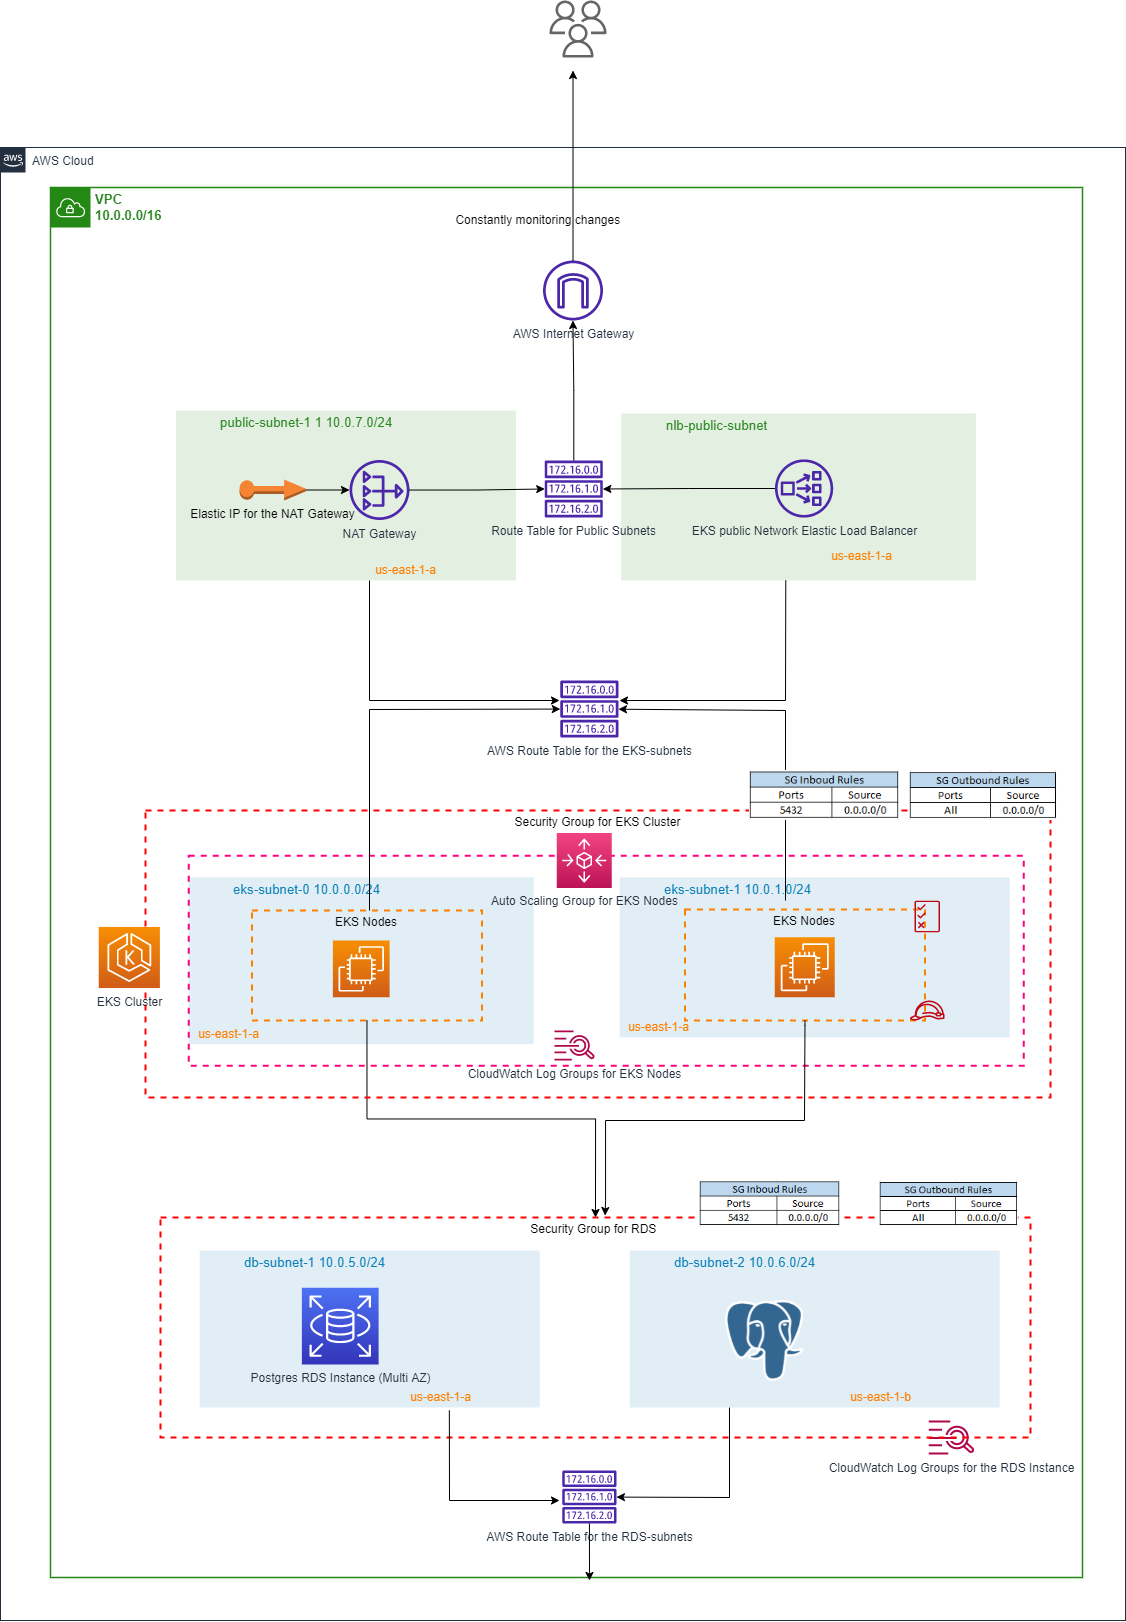 aws
AWS Cloud
VPC
10.0.0.0/16
Constantly monitoring changes
AWS Internet Gateway
public-subnet-1 1 10.0.7.0/24
nlb-public-subnet
172.16.0.0
172.16.1.0
172.16.2.0
Elastic IP for the NAT Gateway
NAT Gateway
Route Table for Public Subnets
EKS public Network Elastic Load Balancer
us-east-1-a
us-east-1-a
172.16.0.0
172.16.1.0
172.16.2.0
AWS Route Table for the EKS-subnets
SG Inboud Rules
Ports Source
5432 0.0.0.0/0
SG Outbound Rules
Ports Source
All 0.0.0.0/0
Security Group for EKS Cluster
eks-subnet-0 10.0.0.0/24
eks-subnet-1 10.0.1.0/24
Auto Scaling Group for EKS Nodes
EKS Nodes
EKS Nodes
K
EKS Cluster
us-east-1-a
us-east-1-a
CloudWatch Log Groups for EKS Nodes
SG Inboud Rules
Ports Source
5432 0.0.0.0/0
SG Outbound Rules
Ports Source
All 0.0.0.0/0
Security Group for RDS
db-subnet-1 10.0.5.0/24
db-subnet-2 10.0.6.0/24
Postgres RDS Instance (Multi AZ)
us-east-1-a
us-east-1-b
CloudWatch Log Groups for the RDS Instance
172.16.0.0
172.16.1.0
172.16.2.0
AWS Route Table for the RDS-subnets